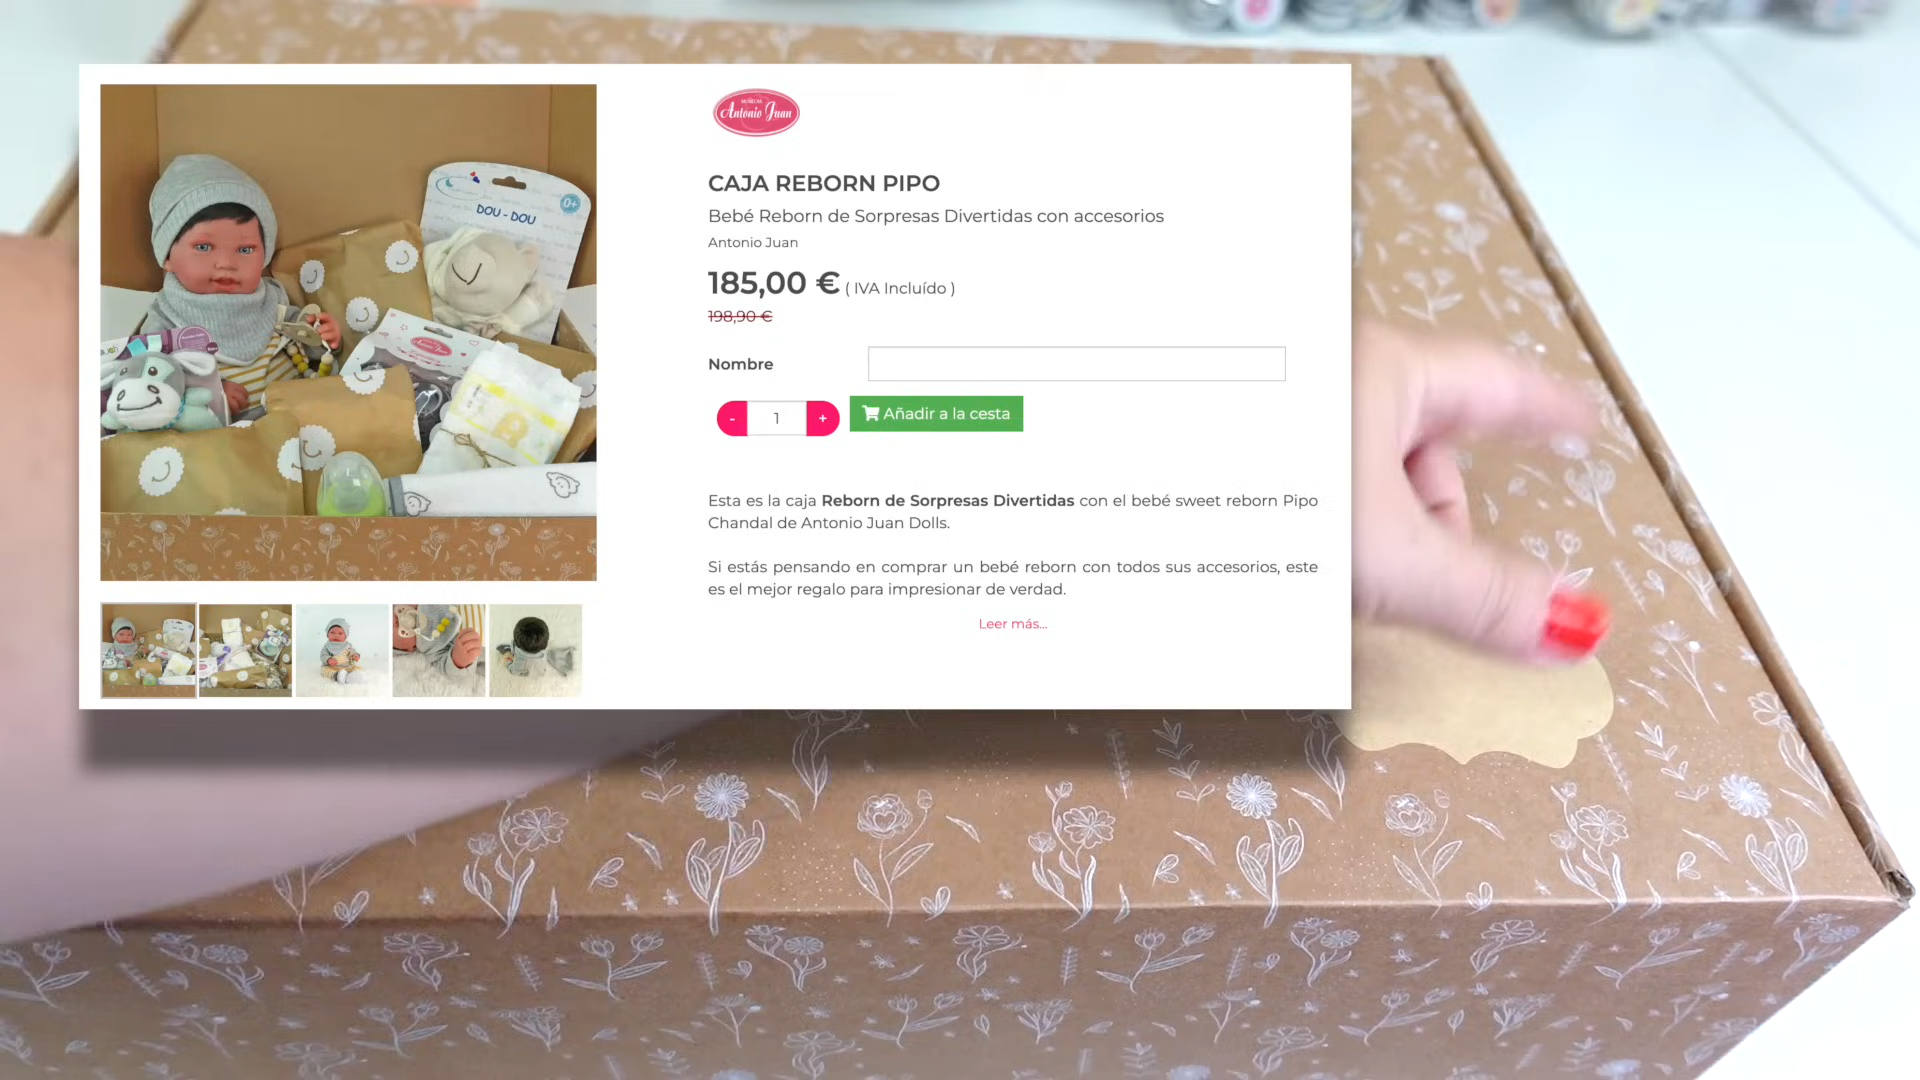 DOU - DOU
0+
MUÑECAS
Antonio Juan
CAJA REBORN PIPO
Bebé Reborn de Sorpresas Divertidas con accesorios
Antonio Juan
185,00 € ( IVA Incluído )
198,90 €
Nombre
- 1 + Añadir a la cesta
Esta es la caja Reborn de Sorpresas Divertidas con el bebé sweet reborn Pipo
Chandal de Antonio Juan Dolls.
Si estás pensando en comprar un bebé reborn con todos sus accesorios, este
es el mejor regalo para impresionar de verdad.
Leer más...